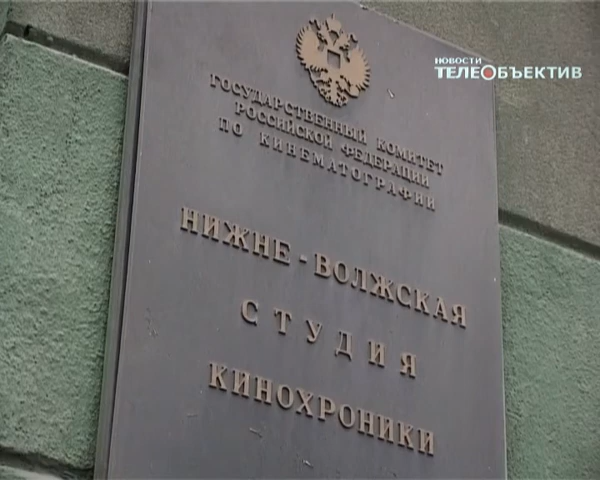 НОВОСТИ
ТЕЛЕОБЪЕКТИВ
ГОСУДАРСТВЕННЫЙ КОМИТЕТ
РОССИЙСКОЙ ФЕДЕРАЦИИ
ПО КИНЕМАТОГРАФИИ
НИЖНЕ - ВОЛЖСКАЯ
СТУДИЯ
КИНОХРОНИКИ